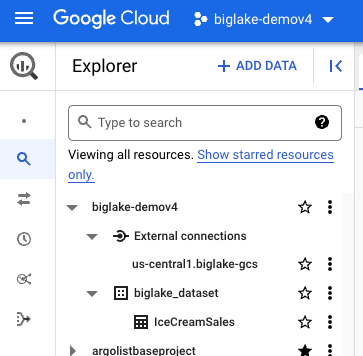 Google Cloud biglake-demov4
Explorer + ADD DATA
Type to search
Viewing all resources. Show starred resources
only.
biglake-demov4
External connections
us-central1.biglake-gcs
biglake_dataset
IceCreamSales
argolistbaseproject